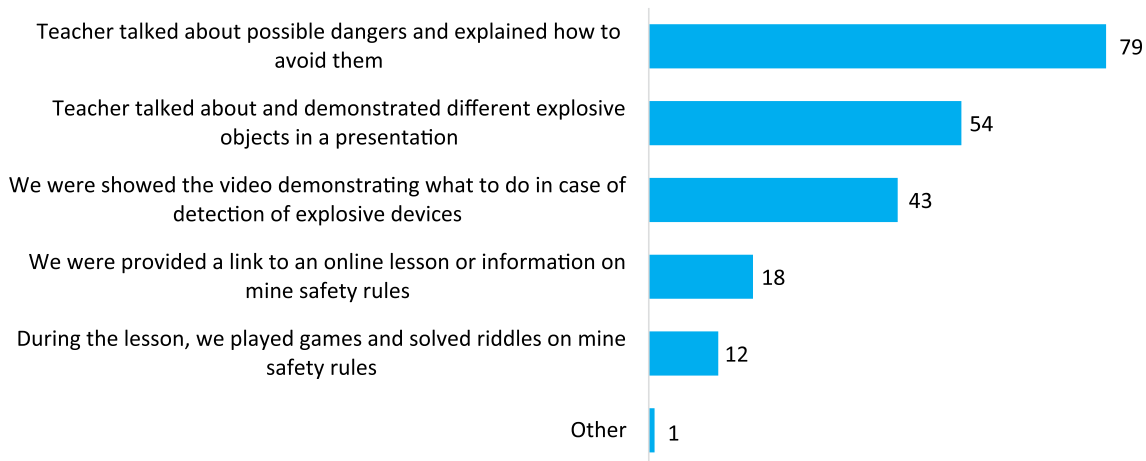 Teacher talked about possible dangers and explained how to
avoid them
79
Teacher talked about and demonstrated different explosive
objects in a presentation
54
We were showed the video demonstrating what to do in case of
detection of explosive devices
43
We were provided a link to an online lesson or information on
mine safety rules
18
During the lesson, we played games and solved riddles on mine
safety rules
12
Other
1